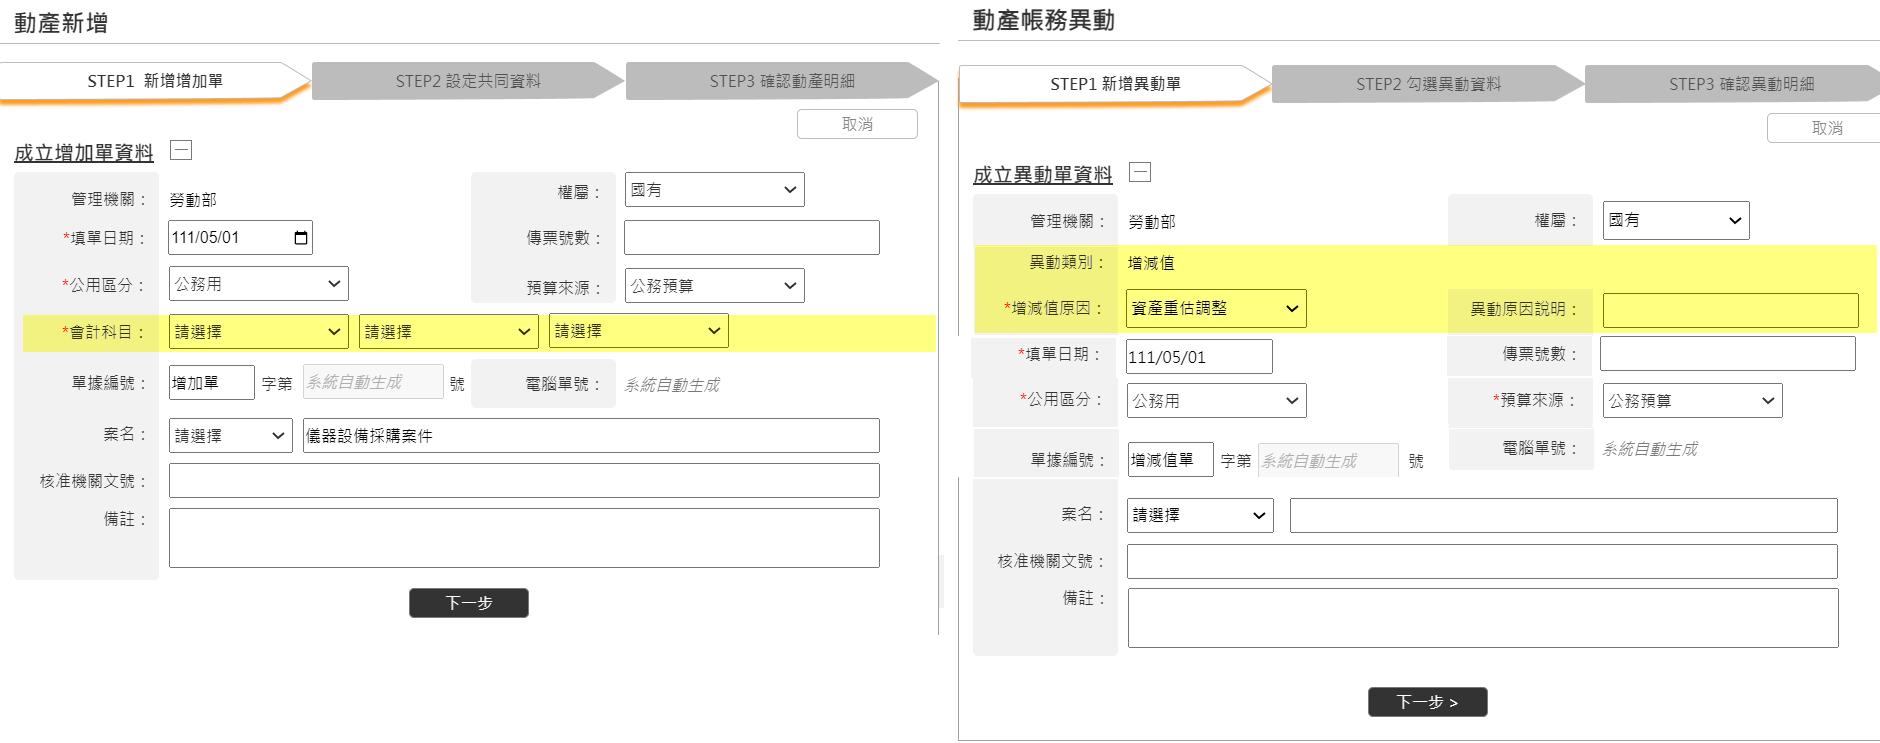 動產新增
STEP1 新增增加單
STEP2 設定共同資料
STEP3 確認動產明細
取消
成立增加單資料
管理機關： 勞動部
權屬： 國有
*填單日期： 111/05/01
傳票號數：
*公用區分： 公務用
預算來源： 公務預算
*會計科目： 請選擇 請選擇 請選擇
單據編號： 增加單 字第 系統自動生成 號
電腦單號： 系統自動生成
案名： 請選擇 儀器設備採購案件
核准機關文號：
備註：
下一步
動產帳務異動
STEP1 新增異動單
STEP2 勾選異動資料
STEP3 確認異動明細
取消
成立異動單資料
管理機關： 勞動部
權屬： 國有
異動類別： 增減值
*增減值原因： 資產重估調整
異動原因說明：
*填單日期： 111/05/01
傳票號數：
*公用區分： 公務用
*預算來源： 公務預算
單據編號： 增減值單 字第 系統自動生成 號
電腦單號： 系統自動生成
案名： 請選擇
核准機關文號：
備註：
下一步 >